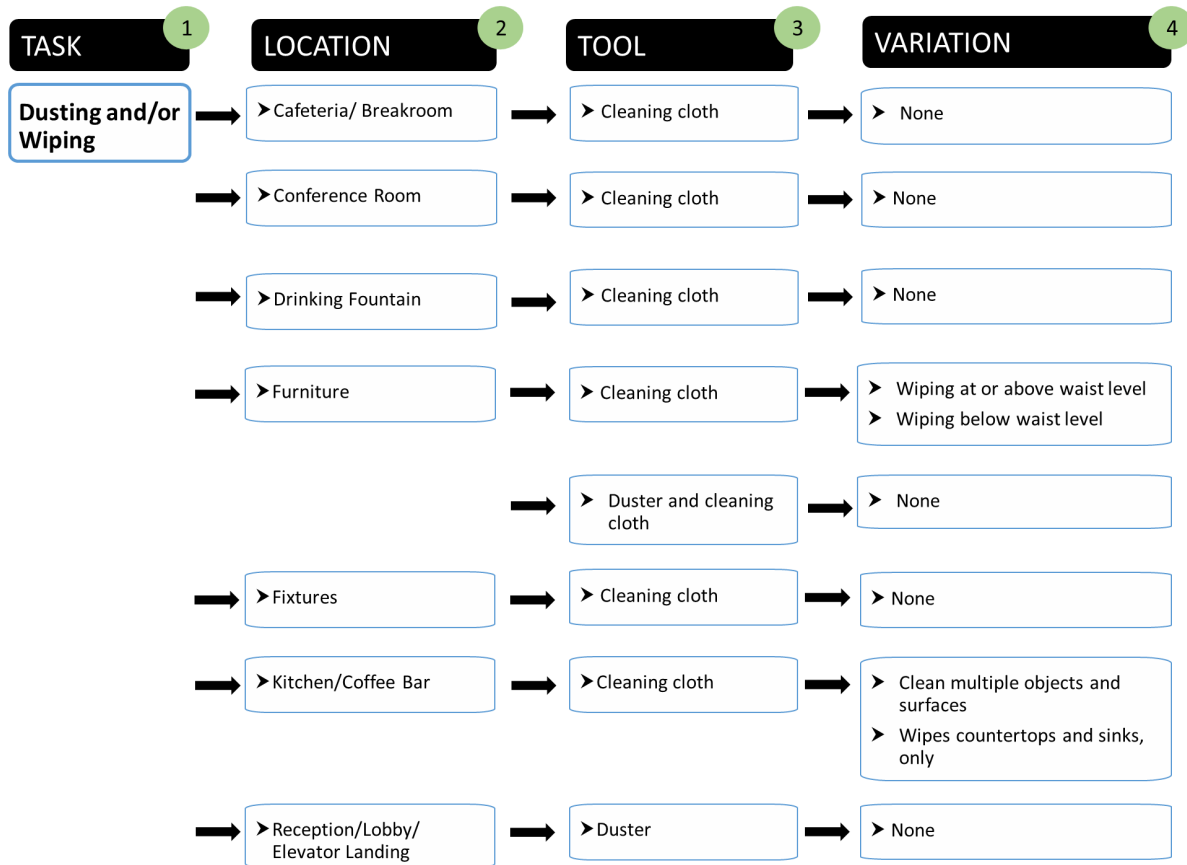 TASK 1 LOCATION 2 TOOL 3 VARIATION 4
Dusting and/or
Wiping
➤ Cafeteria/ Breakroom
➤ Cleaning cloth
➤ None
➤ Conference Room
➤ Cleaning cloth
➤ None
➤ Drinking Fountain
➤ Cleaning cloth
➤ None
➤ Furniture
➤ Cleaning cloth
➤ Wiping at or above waist level
➤ Wiping below waist level
➤ Duster and cleaning
cloth
➤ None
➤ Fixtures
➤ Cleaning cloth
➤ None
➤ Kitchen/Coffee Bar
➤ Cleaning cloth
➤ Clean multiple objects and
surfaces
➤ Wipes countertops and sinks,
only
➤ Reception/Lobby/
Elevator Landing
➤ Duster
➤ None